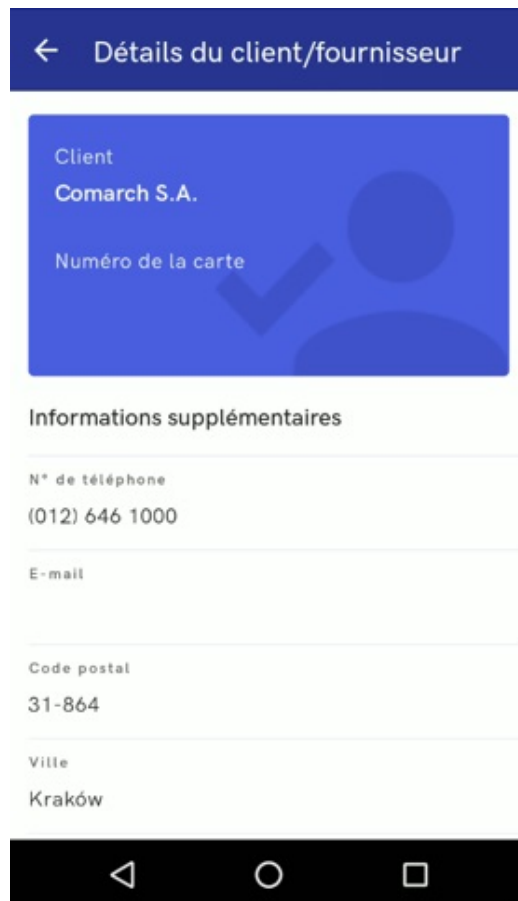 Détails du client/fournisseur
Client
Comarch S.A.
Numéro de la carte
Informations supplémentaires
N° de téléphone
(012) 646 1000
E-mail
Code postal
31-864
Ville
Kraków